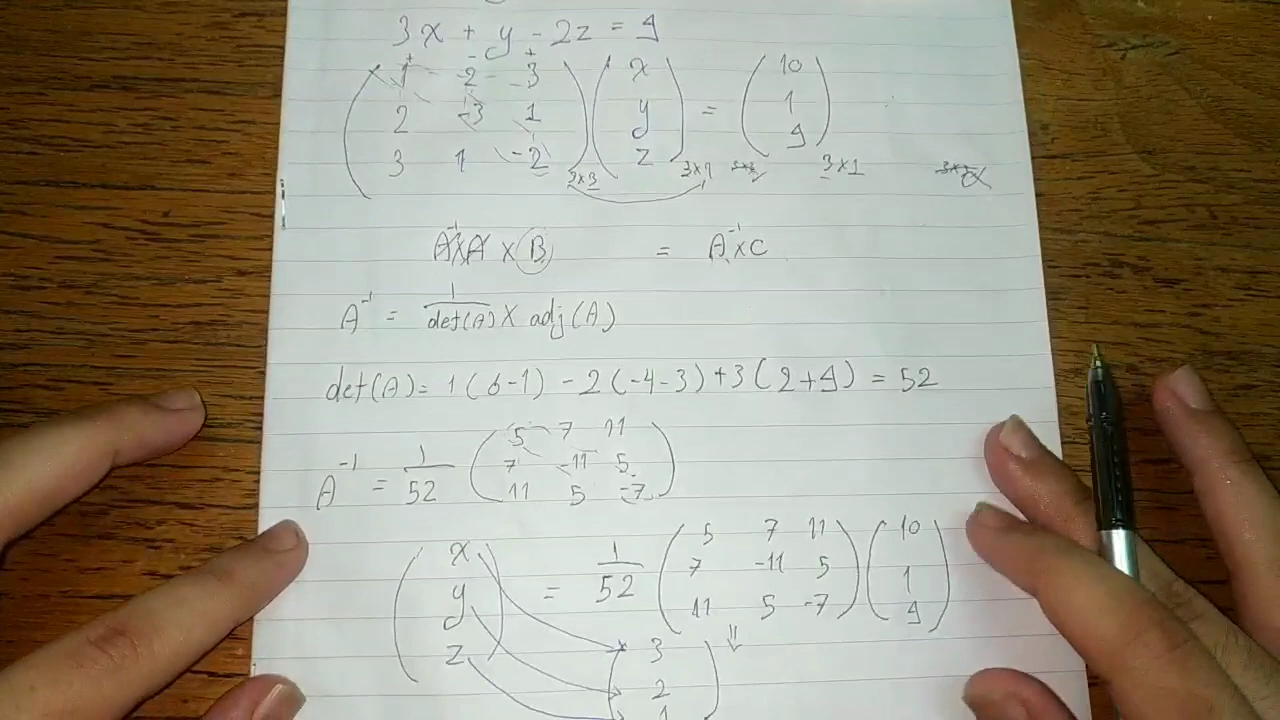 3x + y - 2z = 9
( 1 2 3 ) ( x ) = ( 10 )
( 2 -3 1 ) ( y ) ( 1 )
( 3 1 -2 ) ( z ) ( 9 )
3x3 3x1 3x1
A⁻¹xA x B = A⁻¹xC
A⁻¹ = 1/det(A) x adj(A)
det(A) = 1(6-1) - 2(-4-3) + 3(2+9) = 52
( 5 7 11 )
A⁻¹ = 1/52 ( 7 -11 5 )
( 11 5 -7 )
( x ) ( 5 7 11 ) ( 10 )
( y ) = 1/52 ( 7 -11 5 ) ( 1 )
( z ) ( 11 5 -7 ) ( 9 )
( 3 ) ⇓
2
1